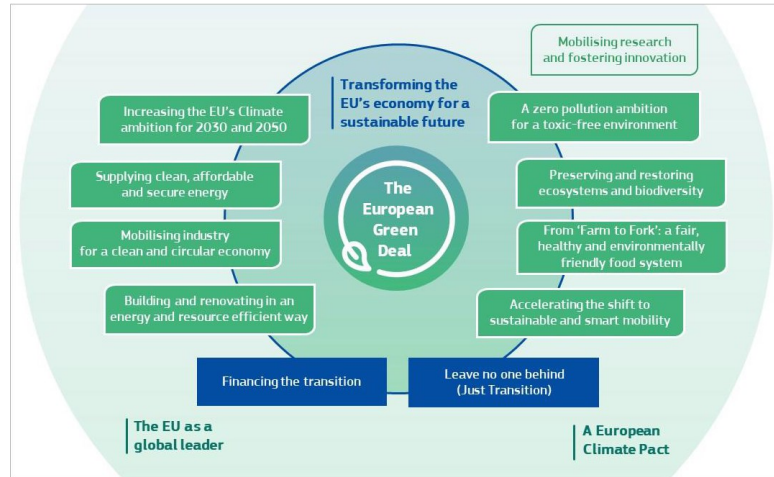 Mobilising research
and fostering innovation
Transforming the
EU's economy for a
sustainable future
Increasing the EU's Climate
ambition for 2030 and 2050
A zero pollution ambition
for a toxic-free environment
Supplying clean, affordable
and secure energy
Preserving and restoring
ecosystems and biodiversity
The
European
Green
Deal
Mobilising industry
for a clean and circular economy
From ‘Farm to Fork’: a fair,
healthy and environmentally
friendly food system
Building and renovating in an
energy and resource efficient way
Accelerating the shift to
sustainable and smart mobility
Financing the transition
Leave no one behind
(Just Transition)
The EU as a
global leader
A European
Climate Pact